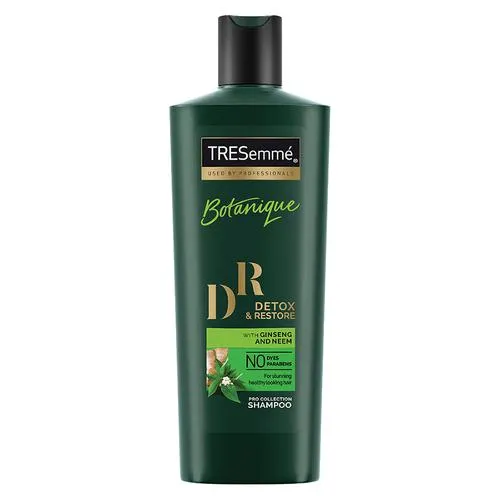 TRESemmé®
USED BY PROFESSIONALS
Botanique
DR
DETOX
& RESTORE
WITH GINSENG
AND NEEM
NO DYES
PARABENS
For stunning
healthy looking hair
PRO COLLECTION
SHAMPOO